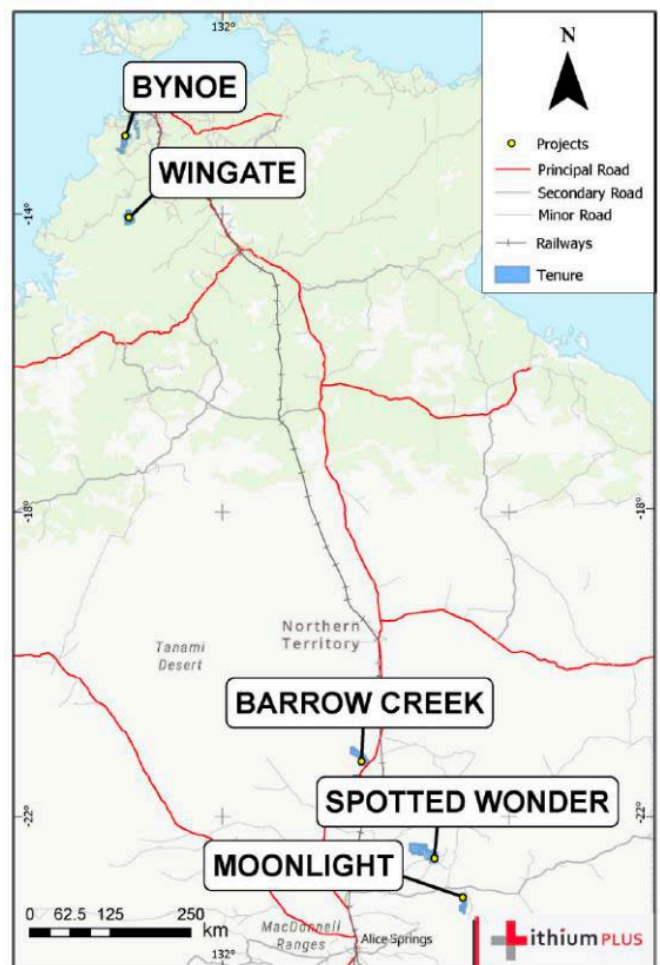 132°
N
BYNOE
Projects
WINGATE
Principal Road
Secondary Road
-14°
Minor Road
Railways
Tenure
-18°
-18°
Northern
Territory
Tanami
Desert
BARROW CREEK
SPOTTED WONDER
-22°
-22°
MOONLIGHT
0 62.5 125 250
km
MacDonnell
Ranges
Alice Springs
132°
Lithium PLUS